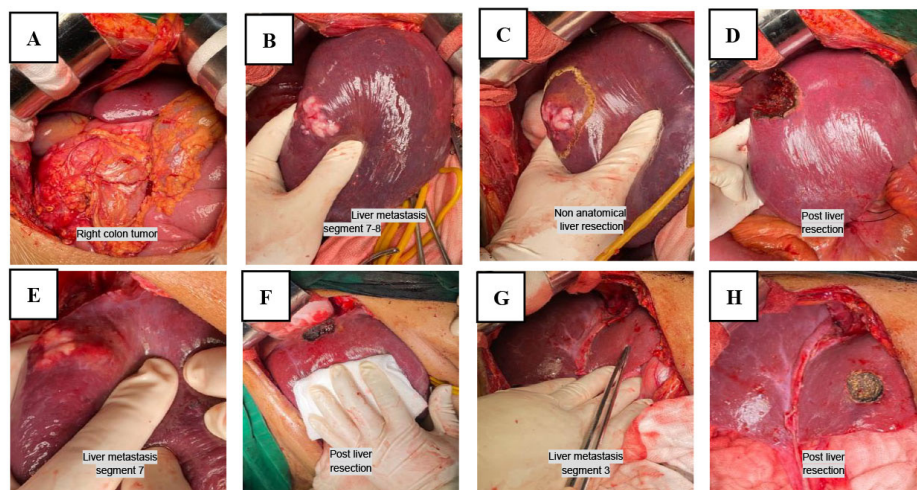 A
Right colon tumor
B
Liver metastasis
segment 7-8
C
Non anatomical
liver resection
D
Post liver
resection
E
Liver metastasis
segment 7
F
Post liver
resection
G
Liver metastasis
segment 3
H
Post liver
resection